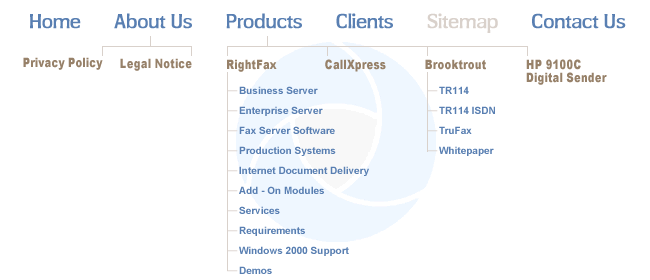 Home About Us Products Clients Sitemap Contact Us
Privacy Policy Legal Notice RightFax CallXpress Brooktrout HP 9100C
Digital Sender
Business Server TR114
Enterprise Server TR114 ISDN
Fax Server Software TruFax
Production Systems Whitepaper
Internet Document Delivery
Add - On Modules
Services
Requirements
Windows 2000 Support
Demos